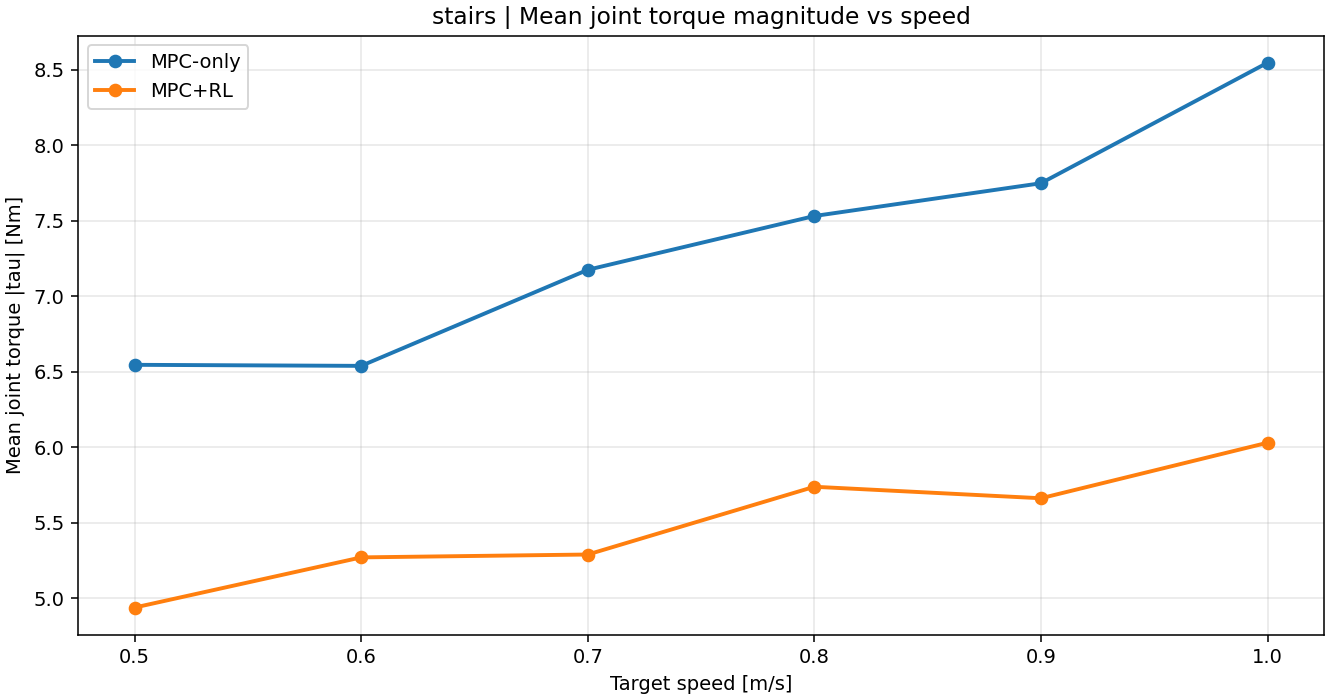 stairs | Mean joint torque magnitude vs speed
MPC-only
MPC+RL
Mean joint torque |tau| [Nm]
8.5
8.0
7.5
7.0
6.5
6.0
5.5
5.0
0.5 0.6 0.7 0.8 0.9 1.0
Target speed [m/s]